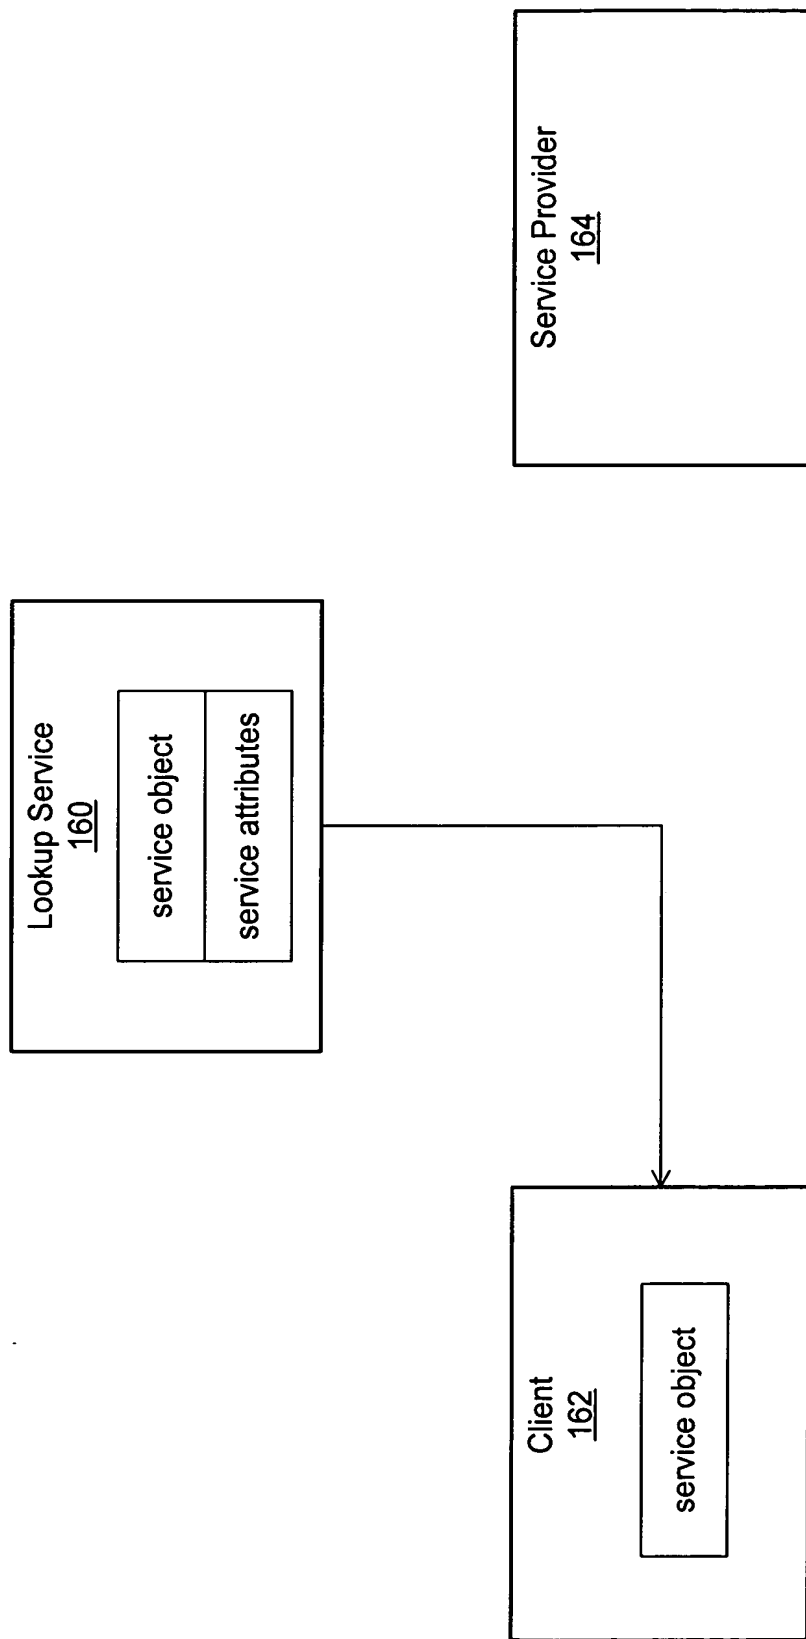 Lookup Service
160
service object
service attributes
Client
162
service object
Service Provider
164